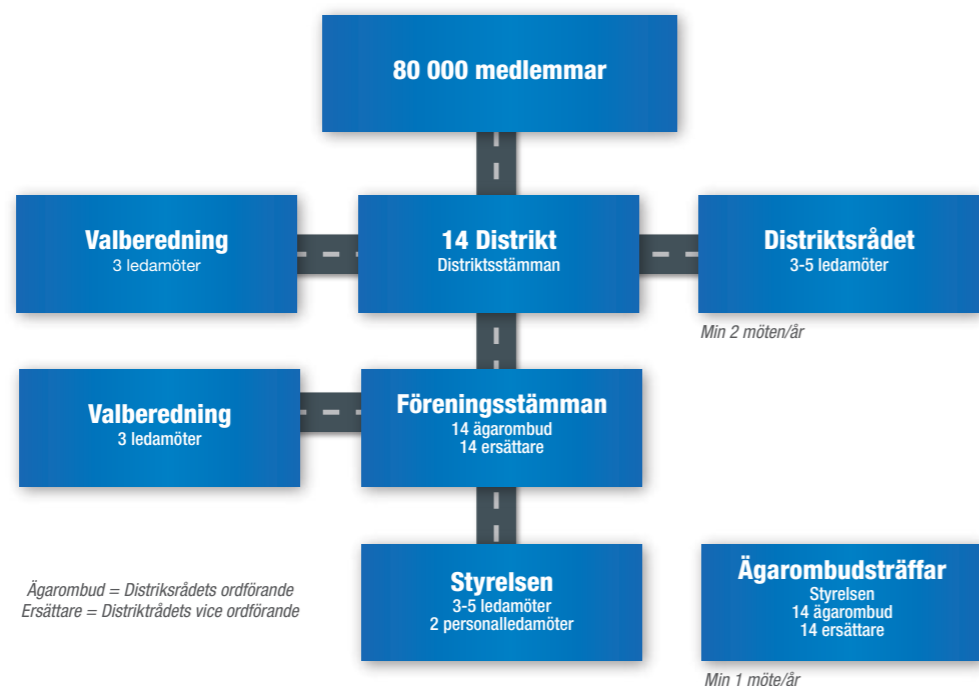 80 000 medlemmar
Valberedning
3 ledamöter
14 Distrikt
Distriktsstämman
Distriktsrådet
3-5 ledamöter
Min 2 möten/år
Valberedning
3 ledamöter
Föreningsstämman
14 ägarombud
14 ersättare
Ägarombud = Distriksrådets ordförande
Ersättare = Distriktrådets vice ordförande
Styrelsen
3-5 ledamöter
2 personalledamöter
Ägarombudsträffar
Styrelsen
14 ägarombud
14 ersättare
Min 1 möte/år